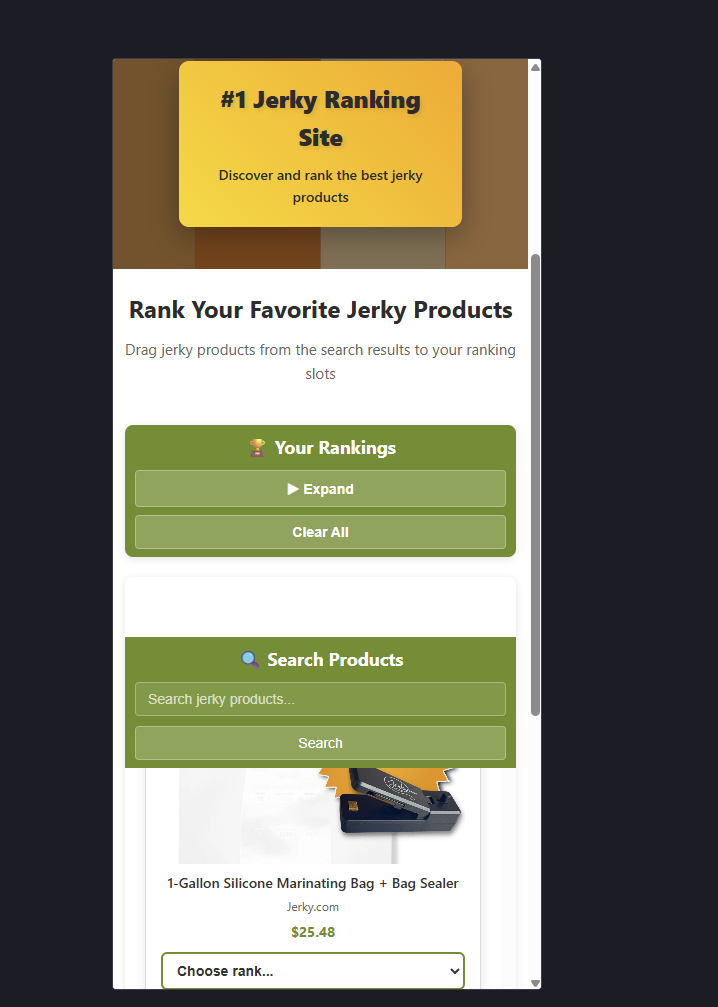 #1 Jerky Ranking
Site
Discover and rank the best jerky
products
Rank Your Favorite Jerky Products
Drag jerky products from the search results to your ranking
slots
🏆 Your Rankings
▶ Expand
Clear All
🔍 Search Products
Search jerky products...
Search
1-Gallon Silicone Marinating Bag + Bag Sealer
Jerky.com
$25.48
Choose rank...